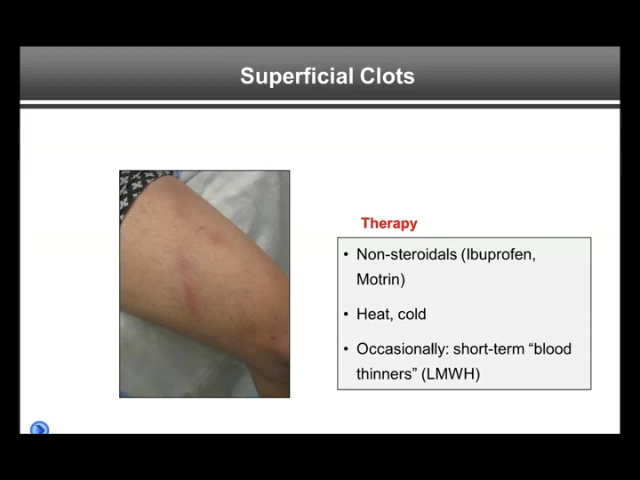 Superficial Clots
Therapy
• Non-steroidals (Ibuprofen,
Motrin)
• Heat, cold
• Occasionally: short-term “blood
thinners” (LMWH)